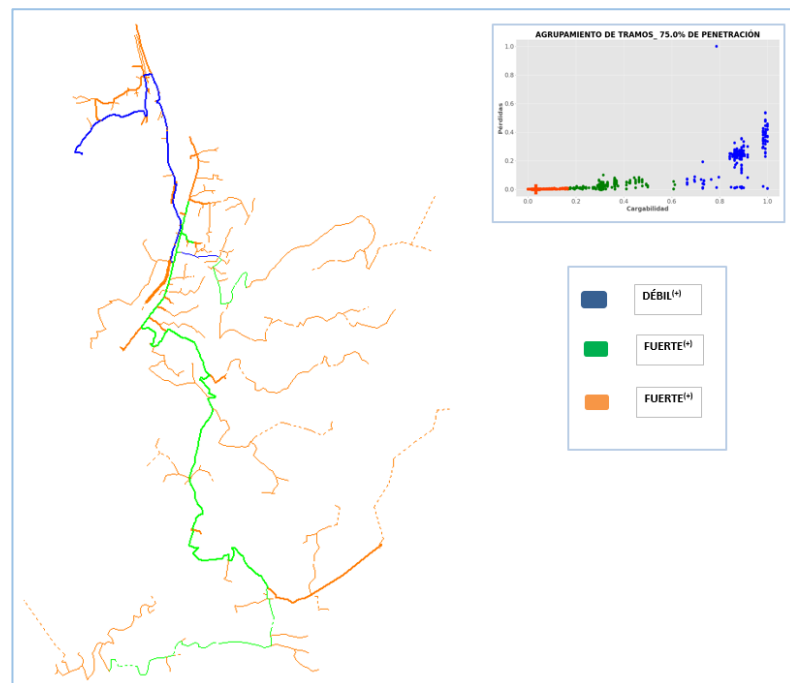 AGRUPAMIENTO DE TRAMOS_ 75.0% DE PENETRACIÓN
1.0
0.8
0.6
0.4
0.2
0.0
Pérdidas
0.0 0.2 0.4 0.6 0.8 1.0
Cargabilidad
DÉBIL(+)
FUERTE(+)
FUERTE(+)